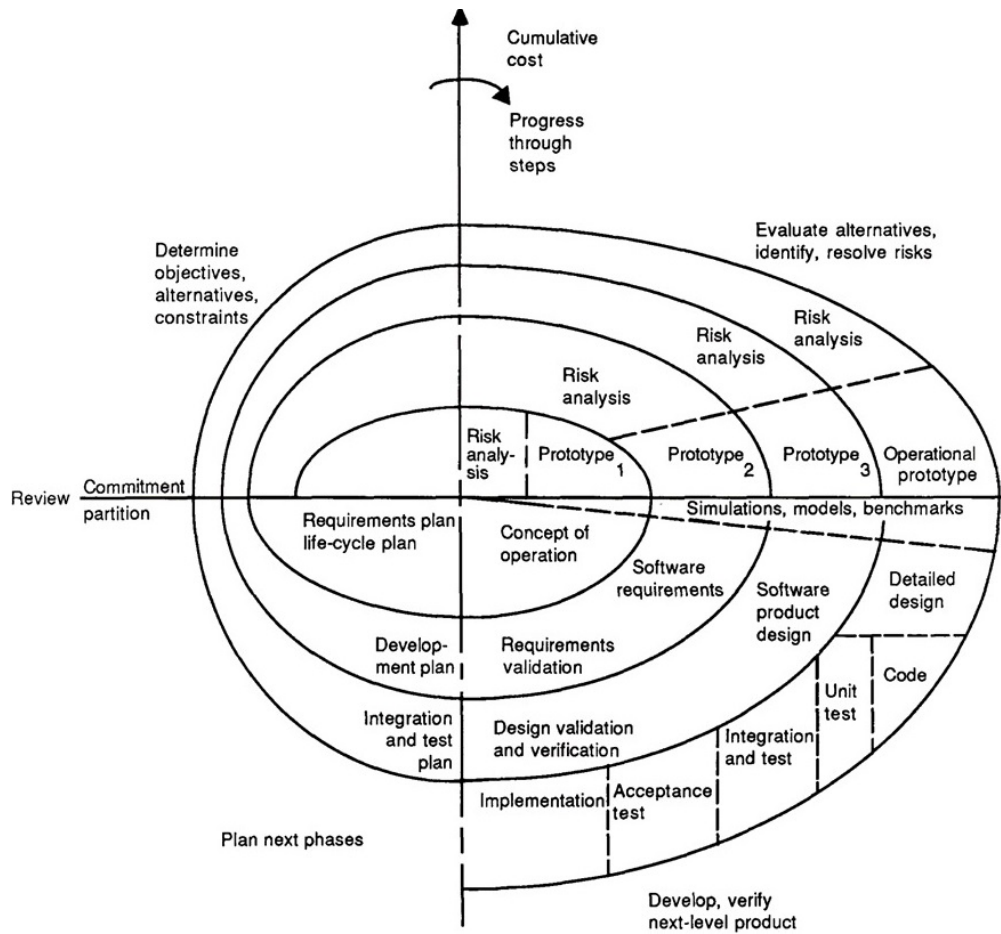 Cumulative
cost
Progress
through
steps
Evaluate alternatives,
identify, resolve risks
Determine
objectives,
alternatives,
constraints
Risk
analysis
Risk
analysis
Risk
analysis
Risk
analy-
sis
Prototype 1
Prototype 2
Prototype 3
Operational
prototype
Review
Commitment
partition
Simulations, models, benchmarks
Requirements plan
life-cycle plan
Concept of
operation
Software
requirements
Software
product
design
Detailed
design
Develop-
ment plan
Requirements
validation
Code
Unit
test
Integration
and test
plan
Design validation
and verification
Integration
and test
Acceptance
test
Implementation
Plan next phases
Develop, verify
next-level product